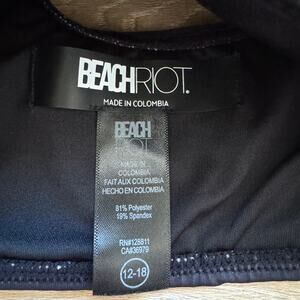 BEACHRIOT.
MADE IN COLOMBIA
BEACH
RIOT
MADE IN
COLOMBIA
FAIT AUX COLOMBIA
HECHO EN COLOMBIA
81% Polyester
19% Spandex
RN#128811
CA#36979
12-18